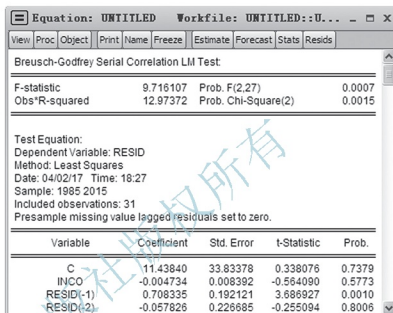 Equation: UNTITLED Workfile: UNTITLED::U...
View Proc Object Print Name Freeze Estimate Forecast Stats Resids
Breusch-Godfrey Serial Correlation LM Test:
F-statistic 9.716107 Prob. F(2,27) 0.0007
Obs*R-squared 12.97372 Prob. Chi-Square(2) 0.0015
Test Equation:
Dependent Variable: RESID
Method: Least Squares
Date: 04/02/17 Time: 18:27
Sample: 1985 2015
Included observations: 31
Presample missing value lagged residuals set to zero.
Variable Coefficient Std. Error t-Statistic Prob.
C 11.43840 33.83378 0.338076 0.7379
INCO -0.004734 0.008392 -0.564090 0.5773
RESID(-1) 0.708335 0.192121 3.686927 0.0010
RESID(-2) -0.057826 0.226685 -0.255094 0.8006
社版权所有